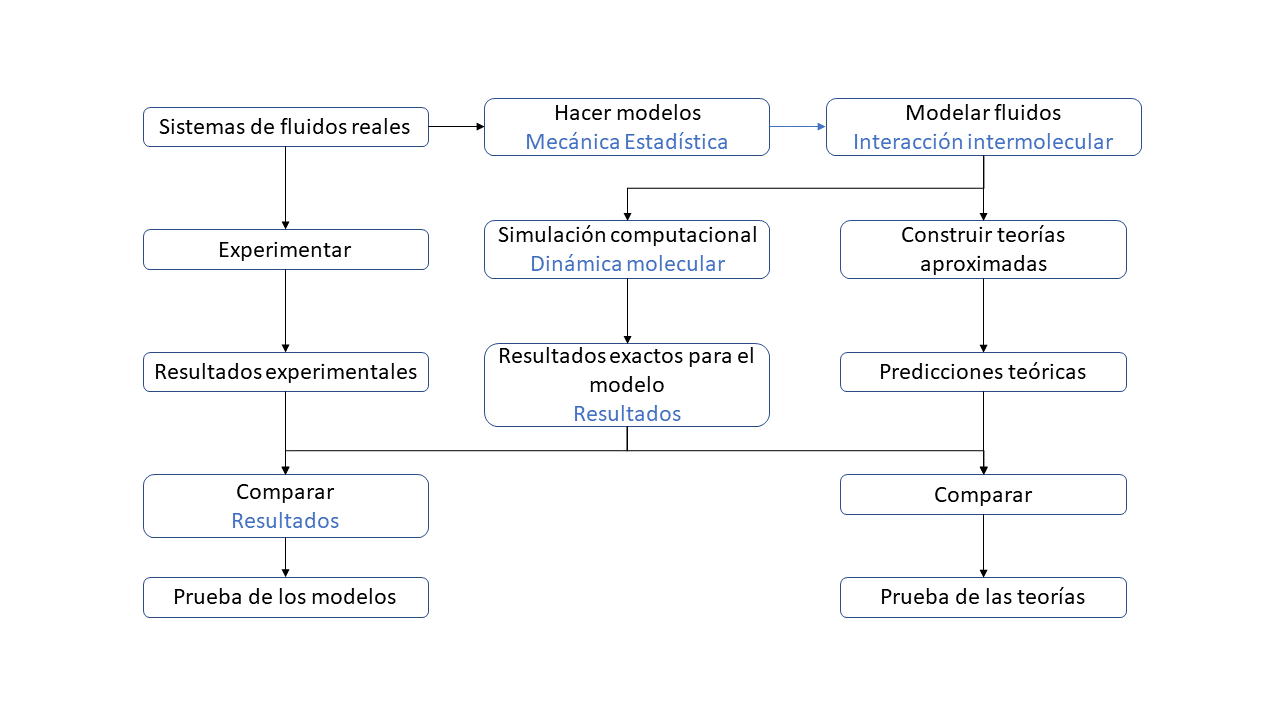 Sistemas de fluidos reales
Hacer modelos
Mecánica Estadística
Modelar fluidos
Interacción intermolecular
Experimentar
Simulación computacional
Dinámica molecular
Construir teorías
aproximadas
Resultados experimentales
Resultados exactos para el
modelo
Resultados
Predicciones teóricas
Comparar
Resultados
Comparar
Prueba de los modelos
Prueba de las teorías